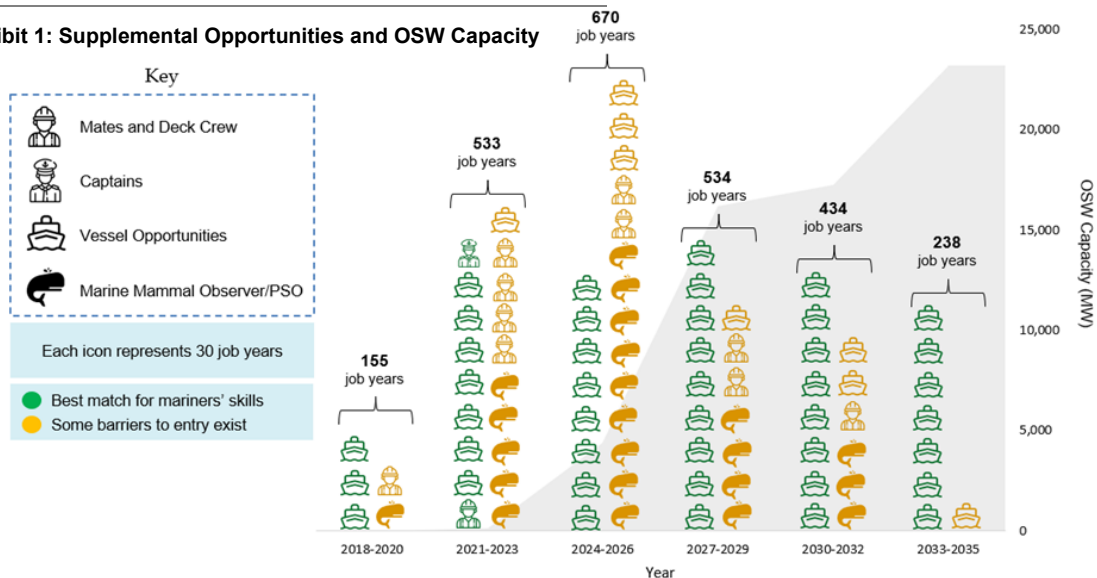 ibit 1: Supplemental Opportunities and OSW Capacity
Key
Mates and Deck Crew
Captains
Vessel Opportunities
Marine Mammal Observer/PSO
Each icon represents 30 job years
Best match for mariners' skills
Some barriers to entry exist
155
job years
533
job years
670
job years
534
job years
434
job years
238
job years
25,000
20,000
15,000
10,000
5,000
0
OSW Capacity (MW)
2018-2020
2021-2023
2024-2026
2027-2029
2030-2032
2033-2035
Year